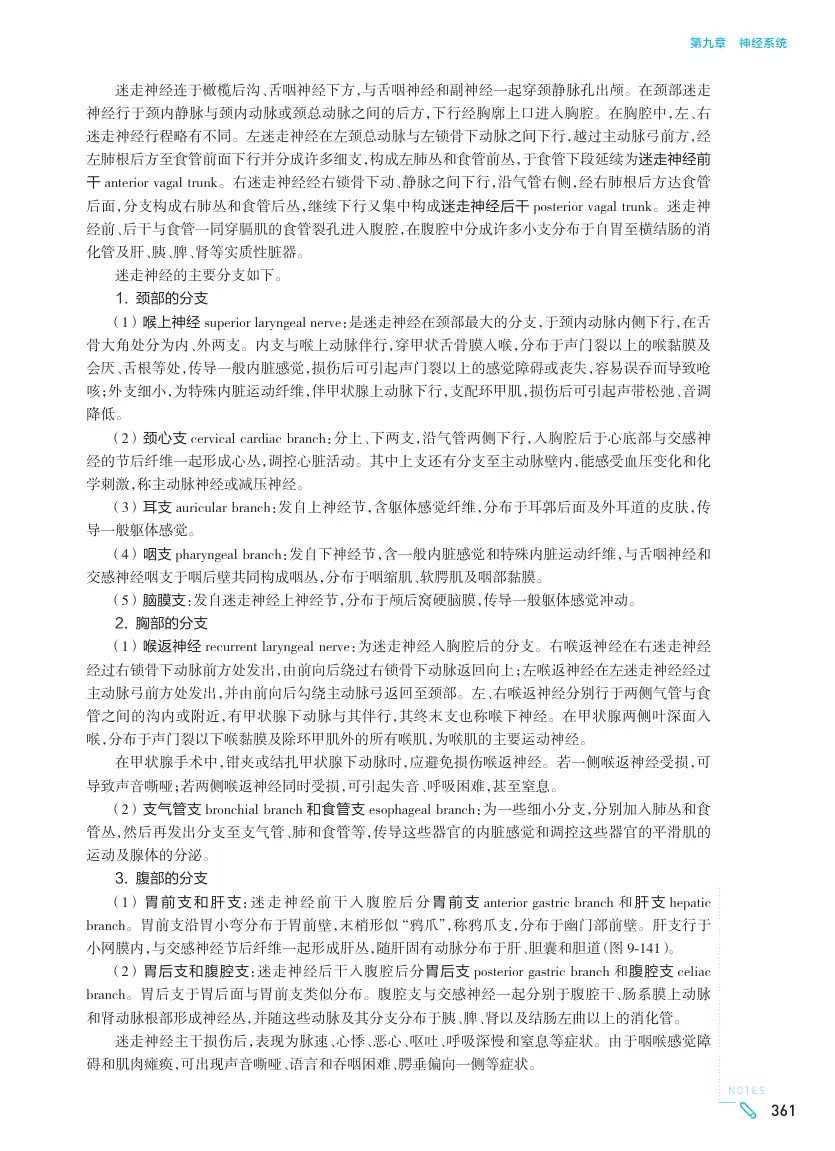 第九章 神经系统
迷走神经连于橄榄后沟、舌咽神经下方,与舌咽神经和副神经一起穿颈静脉孔出颅。在颈部迷走
神经行于颈内静脉与颈内动脉或颈总动脉之间的后方,下行经胸廓上口进入胸腔。在胸腔中,左、右
迷走神经行程略有不同。左迷走神经在左颈总动脉与左锁骨下动脉之间下行,越过主动脉弓前方,经
左肺根后方至食管前面下行并分成许多细支,构成左肺丛和食管前丛,于食管下段延续为迷走神经前
干 anterior vagal trunk。右迷走神经经右锁骨下动、静脉之间下行,沿气管右侧,经右肺根后方达食管
后面,分支构成右肺丛和食管后丛,继续下行又集中构成迷走神经后干 posterior vagal trunk。迷走神
经前、后干与食管一同穿膈肌的食管裂孔进入腹腔,在腹腔中分成许多小支分布于自胃至横结肠的消
化管及肝、胰、脾、肾等实质性脏器。
迷走神经的主要分支如下。
1. 颈部的分支
(1)喉上神经 superior laryngeal nerve:是迷走神经在颈部最大的分支,于颈内动脉内侧下行,在舌
骨大角处分为内、外两支。内支与喉上动脉伴行,穿甲状舌骨膜入喉,分布于声门裂以上的喉黏膜及
会厌、舌根等处,传导一般内脏感觉,损伤后可引起声门裂以上的感觉障碍或丧失,容易误吞而导致呛
咳;外支细小,为特殊内脏运动纤维,伴甲状腺上动脉下行,支配环甲肌,损伤后可引起声带松弛、音调
降低。
(2)颈心支 cervical cardiac branch:分上、下两支,沿气管两侧下行,入胸腔后于心底部与交感神
经的节后纤维一起形成心丛,调控心脏活动。其中上支还有分支至主动脉壁内,能感受血压变化和化
学刺激,称主动脉神经或减压神经。
(3)耳支 auricular branch:发自上神经节,含躯体感觉纤维,分布于耳郭后面及外耳道的皮肤,传
导一般躯体感觉。
(4)咽支 pharyngeal branch:发自下神经节,含一般内脏感觉和特殊内脏运动纤维,与舌咽神经和
交感神经咽支于咽后壁共同构成咽丛,分布于咽缩肌、软腭肌及咽部黏膜。
(5)脑膜支:发自迷走神经上神经节,分布于颅后窝硬脑膜,传导一般躯体感觉冲动。
2. 胸部的分支
(1)喉返神经 recurrent laryngeal nerve:为迷走神经入胸腔后的分支。右喉返神经在右迷走神经
经过右锁骨下动脉前方处发出,由前向后绕过右锁骨下动脉返回向上;左喉返神经在左迷走神经经过
主动脉弓前方处发出,并由前向后勾绕主动脉弓返回至颈部。左、右喉返神经分别行于两侧气管与食
管之间的沟内或附近,有甲状腺下动脉与其伴行,其终末支也称喉下神经。在甲状腺两侧叶深面入
喉,分布于声门裂以下喉黏膜及除环甲肌外的所有喉肌,为喉肌的主要运动神经。
在甲状腺手术中,钳夹或结扎甲状腺下动脉时,应避免损伤喉返神经。若一侧喉返神经受损,可
导致声音嘶哑;若两侧喉返神经同时受损,可引起失音、呼吸困难,甚至窒息。
(2)支气管支 bronchial branch 和食管支 esophageal branch:为一些细小分支,分别加入肺丛和食
管丛,然后再发出分支至支气管、肺和食管等,传导这些器官的内脏感觉和调控这些器官的平滑肌的
运动及腺体的分泌。
3. 腹部的分支
(1)胃前支和肝支:迷走神经前干入腹腔后分胃前支 anterior gastric branch 和肝支 hepatic
branch。胃前支沿胃小弯分布于胃前壁,末梢形似“鸦爪”,称鸦爪支,分布于幽门部前壁。肝支行于
小网膜内,与交感神经节后纤维一起形成肝丛,随肝固有动脉分布于肝、胆囊和胆道(图 9-141)。
(2)胃后支和腹腔支:迷走神经后干入腹腔后分胃后支 posterior gastric branch 和腹腔支 celiac
branch。胃后支于胃后面与胃前支类似分布。腹腔支与交感神经一起分别于腹腔干、肠系膜上动脉
和肾动脉根部形成神经丛,并随这些动脉及其分支分布于胰、脾、肾以及结肠左曲以上的消化管。
迷走神经主干损伤后,表现为脉速、心悸、恶心、呕吐、呼吸深慢和窒息等症状。由于咽喉感觉障
碍和肌肉瘫痪,可出现声音嘶哑、语言和吞咽困难、腭垂偏向一侧等症状。
NOTES
361